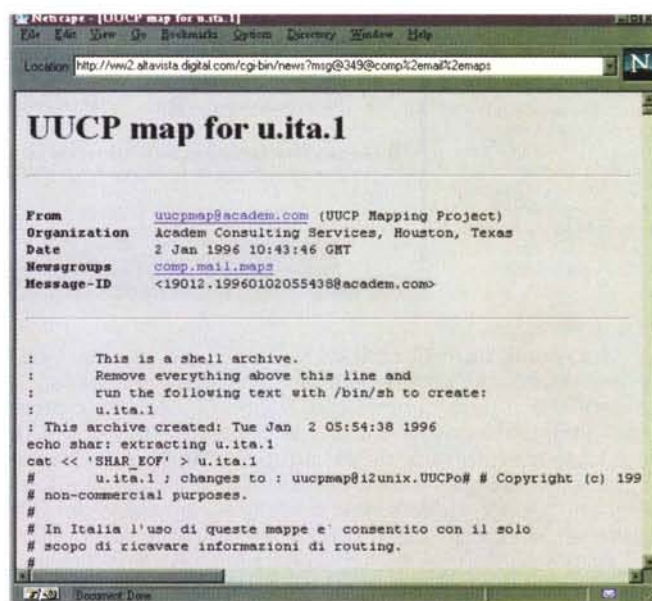 Netscape - [UUCP map for u.ita.1]
File Edit View Go Bookmarks Options Directory Window Help
Location: http://ww2.altavista.digital.com/cgi-bin/news?msg@349@comp%2email%2emaps
N
UUCP map for u.ita.1
From uucpmap@academ.com (UUCP Mapping Project)
Organization Academ Consulting Services, Houston, Texas
Date 2 Jan 1996 10:43:46 GMT
Newsgroups comp.mail.maps
Message-ID <19012.19960102055438@academ.com>
: This is a shell archive.
: Remove everything above this line and
: run the following text with /bin/sh to create:
: u.ita.1
: This archive created: Tue Jan 2 05:54:38 1996
echo shar: extracting u.ita.1
cat << 'SHAR_EOF' > u.ita.1
# u.ita.1 ; changes to : uucpmap@i2unix.UUCPo# # Copyright (c) 199
# non-commercial purposes.
#
# In Italia l'uso di queste mappe e` consentito con il solo
# scopo di ricavare informazioni di routing.
#
Document: Done